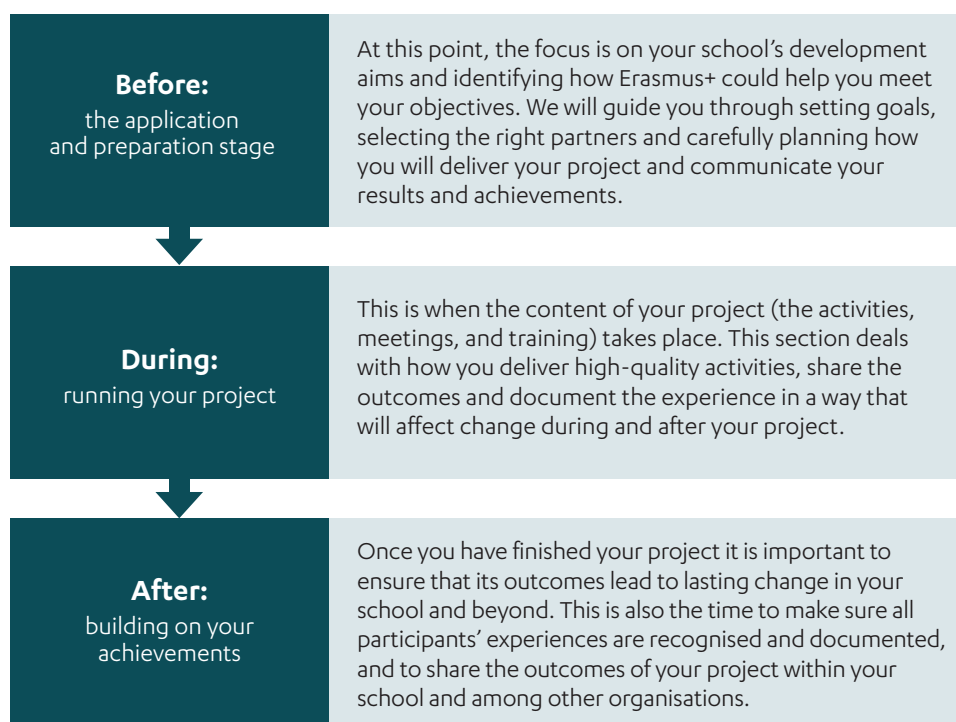 Before:
the application
and preparation stage
At this point, the focus is on your school’s development
aims and identifying how Erasmus+ could help you meet
your objectives. We will guide you through setting goals,
selecting the right partners and carefully planning how
you will deliver your project and communicate your
results and achievements.
During:
running your project
This is when the content of your project (the activities,
meetings, and training) takes place. This section deals
with how you deliver high-quality activities, share the
outcomes and document the experience in a way that
will affect change during and after your project.
After:
building on your
achievements
Once you have finished your project it is important to
ensure that its outcomes lead to lasting change in your
school and beyond. This is also the time to make sure all
participants’ experiences are recognised and documented,
and to share the outcomes of your project within your
school and among other organisations.